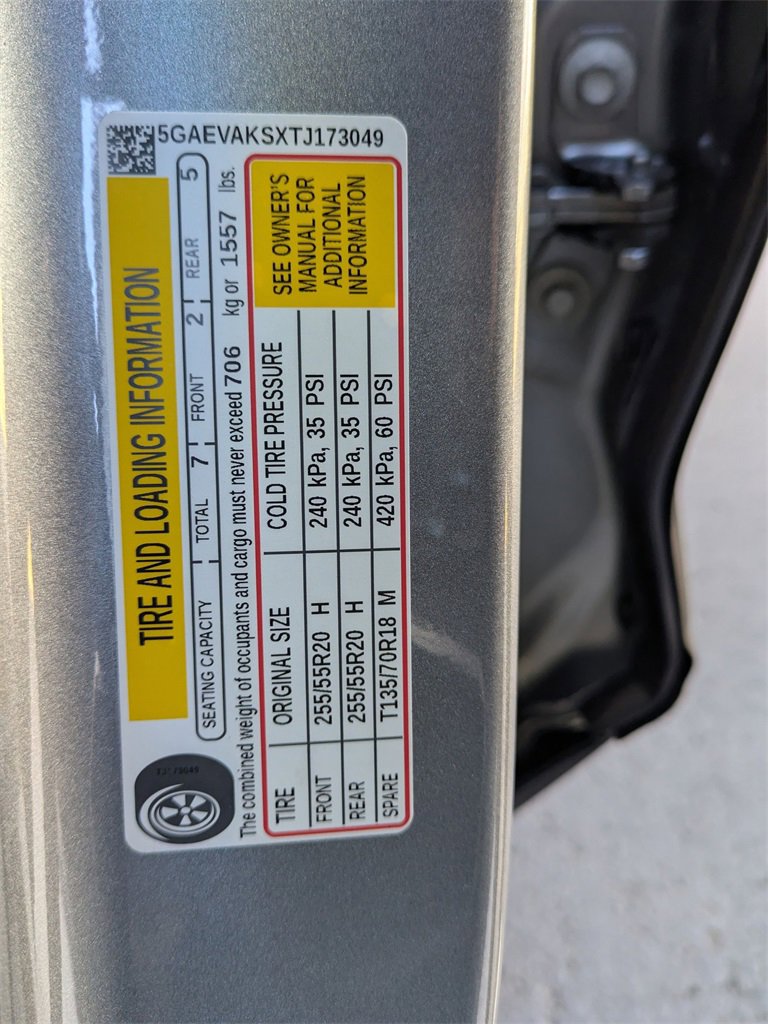 5GAEVAKSXTJ173049
TIRE AND LOADING INFORMATION
SEATING CAPACITY TOTAL 7 FRONT 2 REAR 5
The combined weight of occupants and cargo must never exceed 706 kg or 1557 lbs.
TIRE ORIGINAL SIZE COLD TIRE PRESSURE
FRONT 255/55R20 H 240 kPa, 35 PSI
REAR 255/55R20 H 240 kPa, 35 PSI
SPARE T135/70R18 M 420 kPa, 60 PSI
SEE OWNER'S
MANUAL FOR
ADDITIONAL
INFORMATION
TJ173049